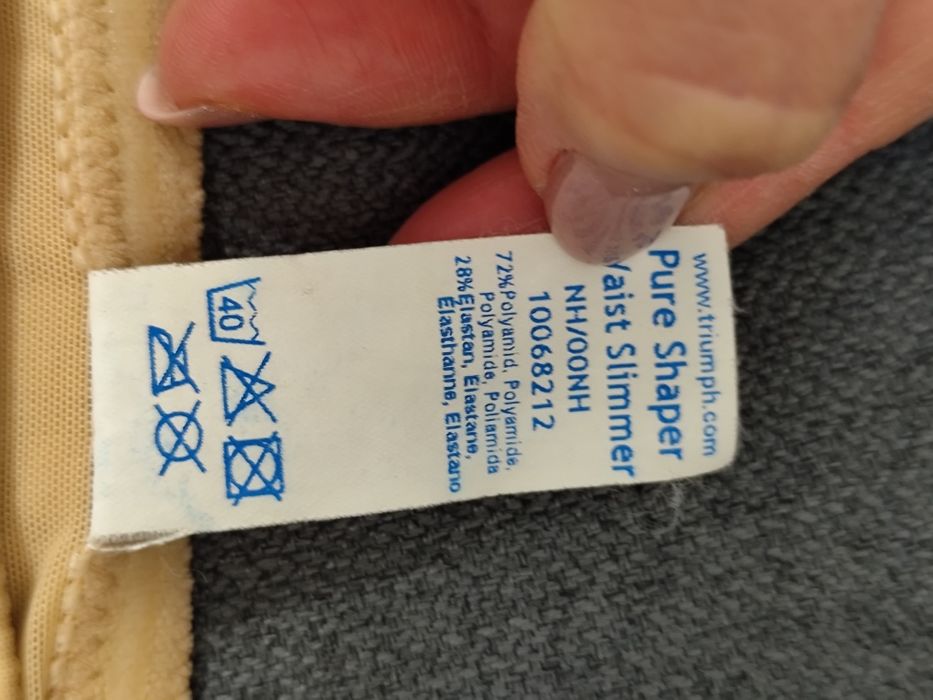 www.triumph.com
Pure Shaper
Waist Slimmer
NH/00NH
10068212
72%Polyamid, Polyamide,
Polyamide, Poliamida
28%Elastan, Elastane,
Élasthanne, Elastano
40